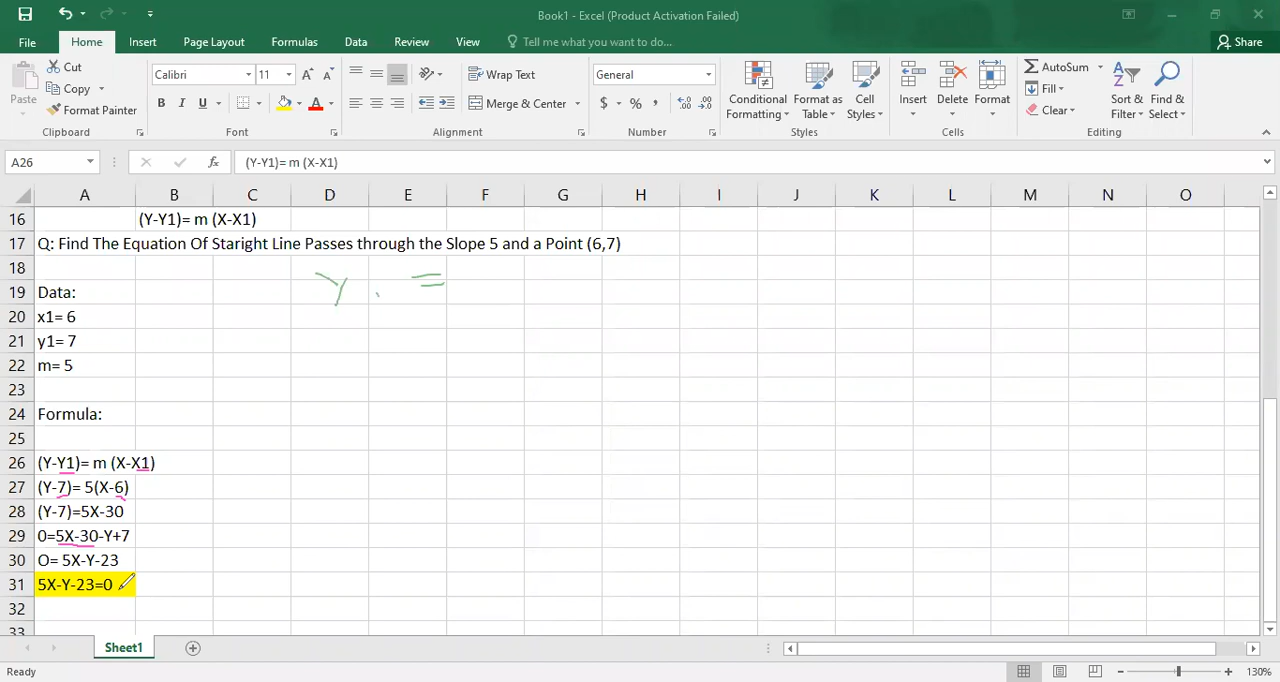 Book1 - Excel (Product Activation Failed)
File Home Insert Page Layout Formulas Data Review View Tell me what you want to do... Share
Paste Cut Calibri 11 Wrap Text General Conditional Formatting Format as Table Cell Styles Insert Delete Format AutoSum Sort & Filter Find & Select
Copy Fill
Format Painter B I U A Merge & Center $ % , Clear
Clipboard Font Alignment Number Styles Cells Editing
A26 fx (Y-Y1)= m (X-X1)
A B C D E F G H I J K L M N O
16 (Y-Y1)= m (X-X1)
17 Q: Find The Equation Of Staright Line Passes through the Slope 5 and a Point (6,7)
18
Y . =
19 Data:
20 x1= 6
21 y1= 7
22 m= 5
23
24 Formula:
25
26 (Y-Y1)= m (X-X1)
27 (Y-7)= 5(X-6)
28 (Y-7)=5X-30
29 0=5X-30-Y+7
30 O= 5X-Y-23
31 5X-Y-23=0
32
33
Sheet1
Ready 130%